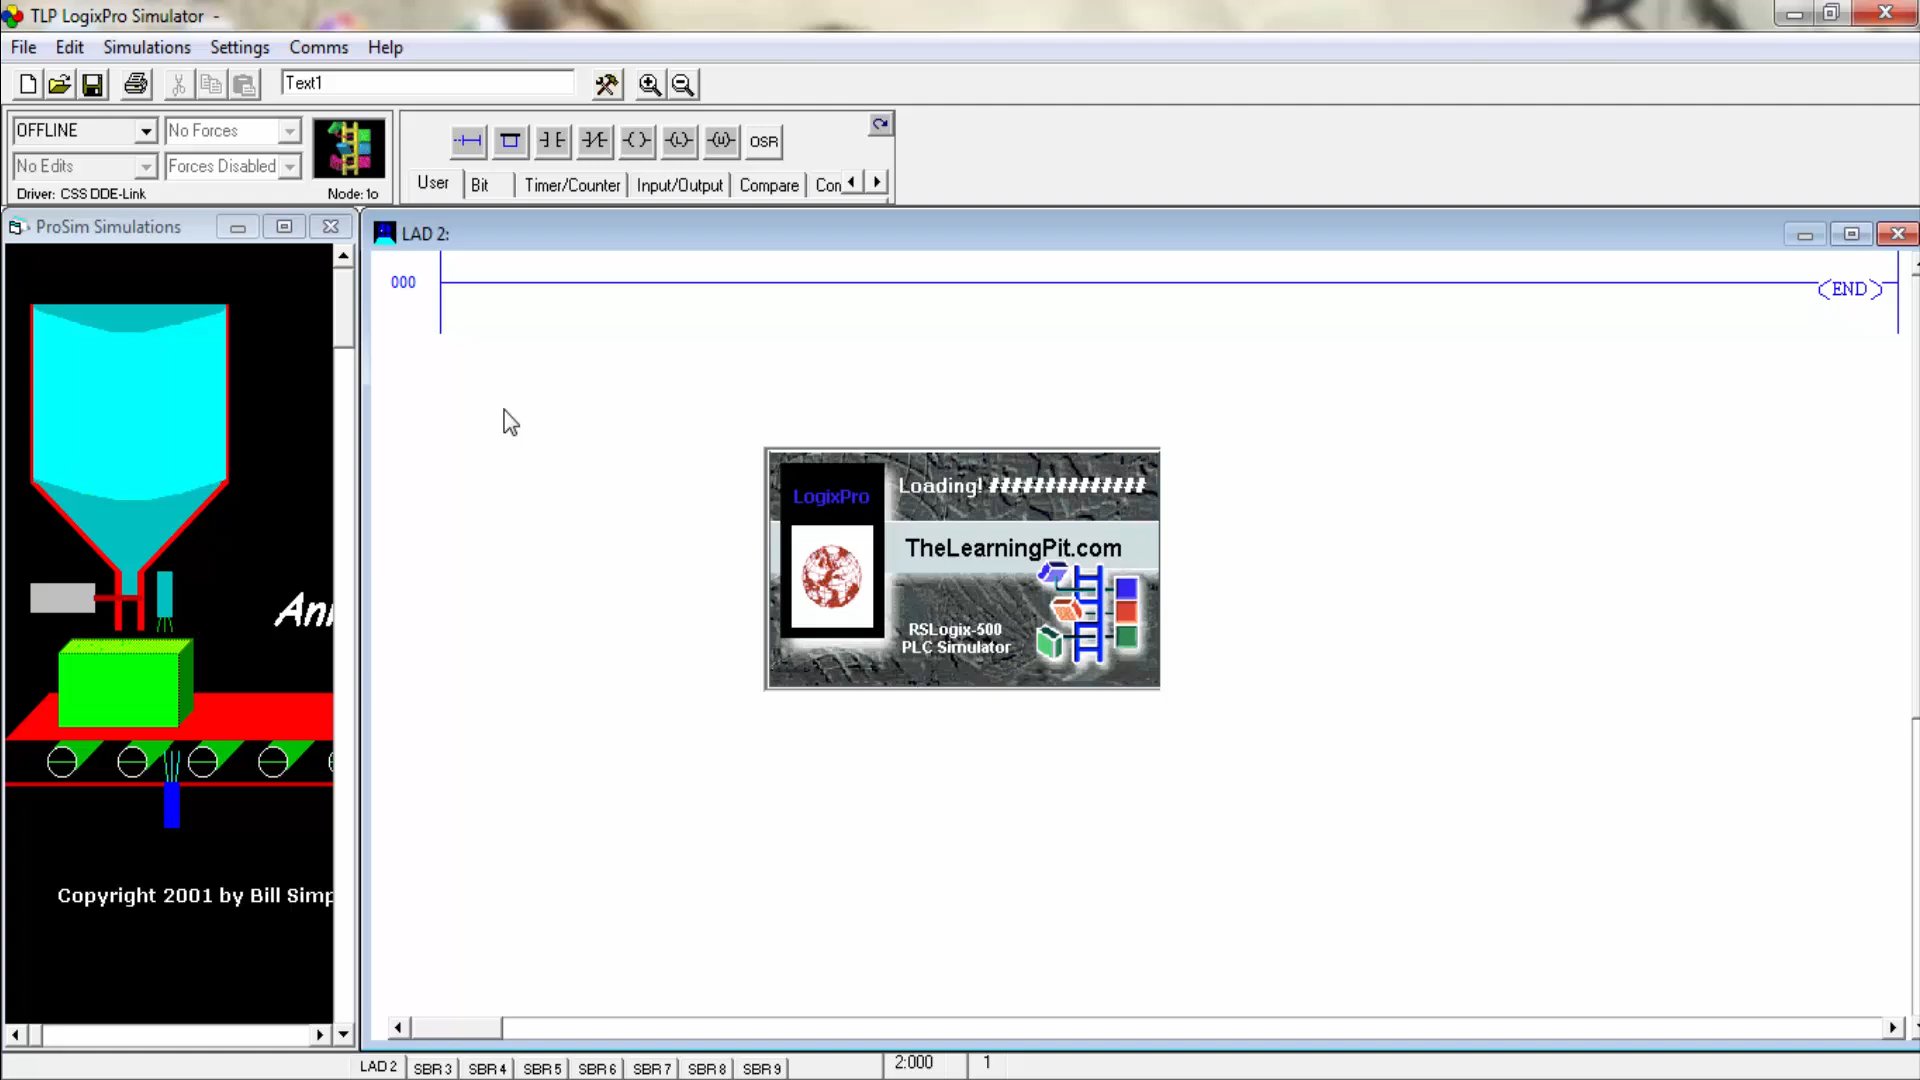 TLP LogixPro Simulator -
File Edit Simulations Settings Comms Help
Text1
OFFLINE No Forces
No Edits Forces Disabled
Driver: CSS DDE-Link Node: 1o
OSR
User Bit Timer/Counter Input/Output Compare Con
ProSim Simulations
LAD 2:
000
END
LogixPro
Loading! ##############
TheLearningPit.com
RSLogix-500
PLC Simulator
Ani
Copyright 2001 by Bill Simp
LAD 2 SBR 3 SBR 4 SBR 5 SBR 6 SBR 7 SBR 8 SBR 9 2:000 1